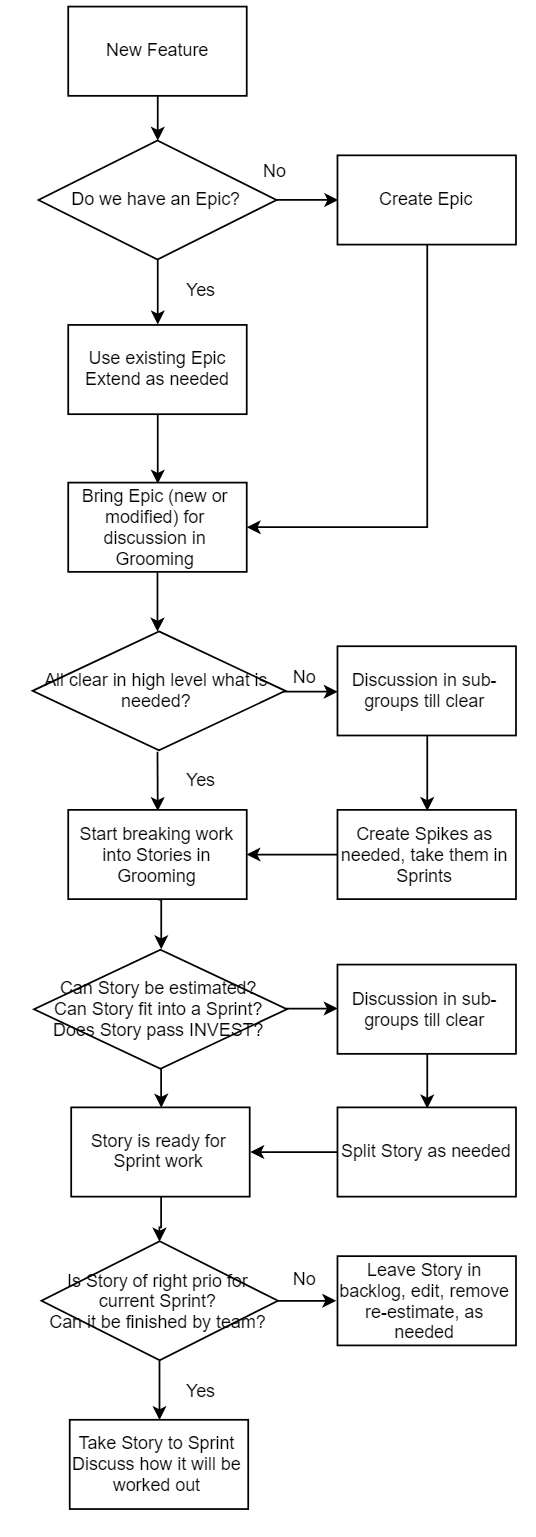 New Feature
No
Do we have an Epic?
Create Epic
Yes
Use existing Epic
Extend as needed
Bring Epic (new or
modified) for
discussion in
Grooming
All clear in high level what is
needed?
No
Discussion in sub-
groups till clear
Yes
Start breaking work
into Stories in
Grooming
Create Spikes as
needed, take them in
Sprints
Can Story be estimated?
Can Story fit into a Sprint?
Does Story pass INVEST?
Discussion in sub-
groups till clear
Story is ready for
Sprint work
Split Story as needed
Is Story of right prio for
current Sprint?
Can it be finished by team?
No
Leave Story in
backlog, edit, remove
re-estimate, as
needed
Yes
Take Story to Sprint
Discuss how it will be
worked out